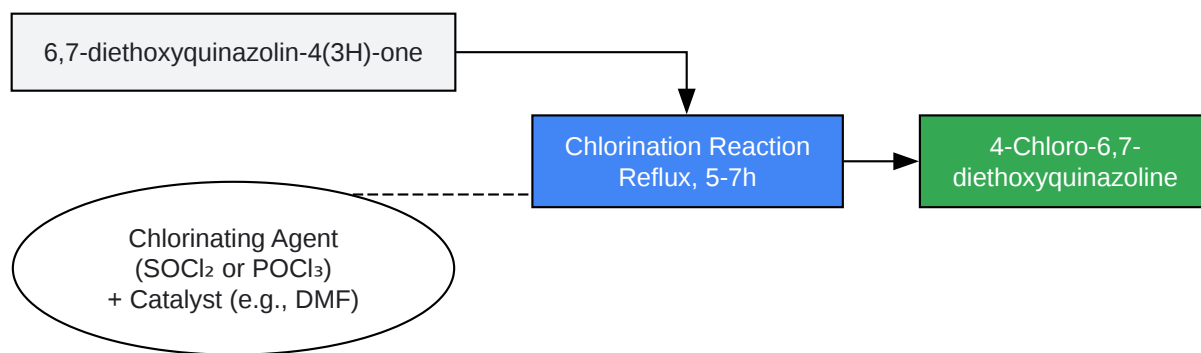 6,7-diethoxyquinazolin-4(3H)-one
Chlorination Reaction
Reflux, 5-7h
4-Chloro-6,7-
diethoxyquinazoline
Chlorinating Agent
(SOCl₂ or POCl₃)
+ Catalyst (e.g., DMF)